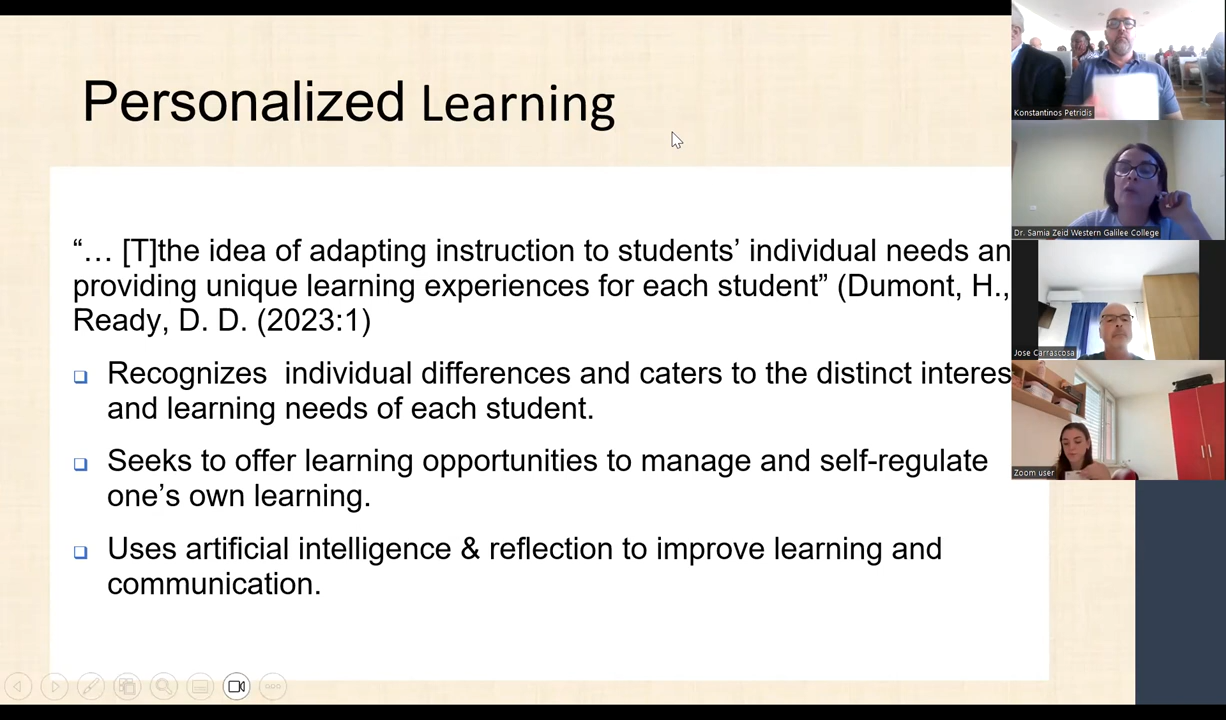 Personalized Learning
“… [T]the idea of adapting instruction to students’ individual needs an
providing unique learning experiences for each student” (Dumont, H.,
Ready, D. D. (2023:1)
Recognizes individual differences and caters to the distinct interes
and learning needs of each student.
Seeks to offer learning opportunities to manage and self-regulate
one’s own learning.
Uses artificial intelligence & reflection to improve learning and
communication.
Konstantinos Petridis
Dr. Samia Zeid Western Galilee College
Jose Carrascosa
Zoom user